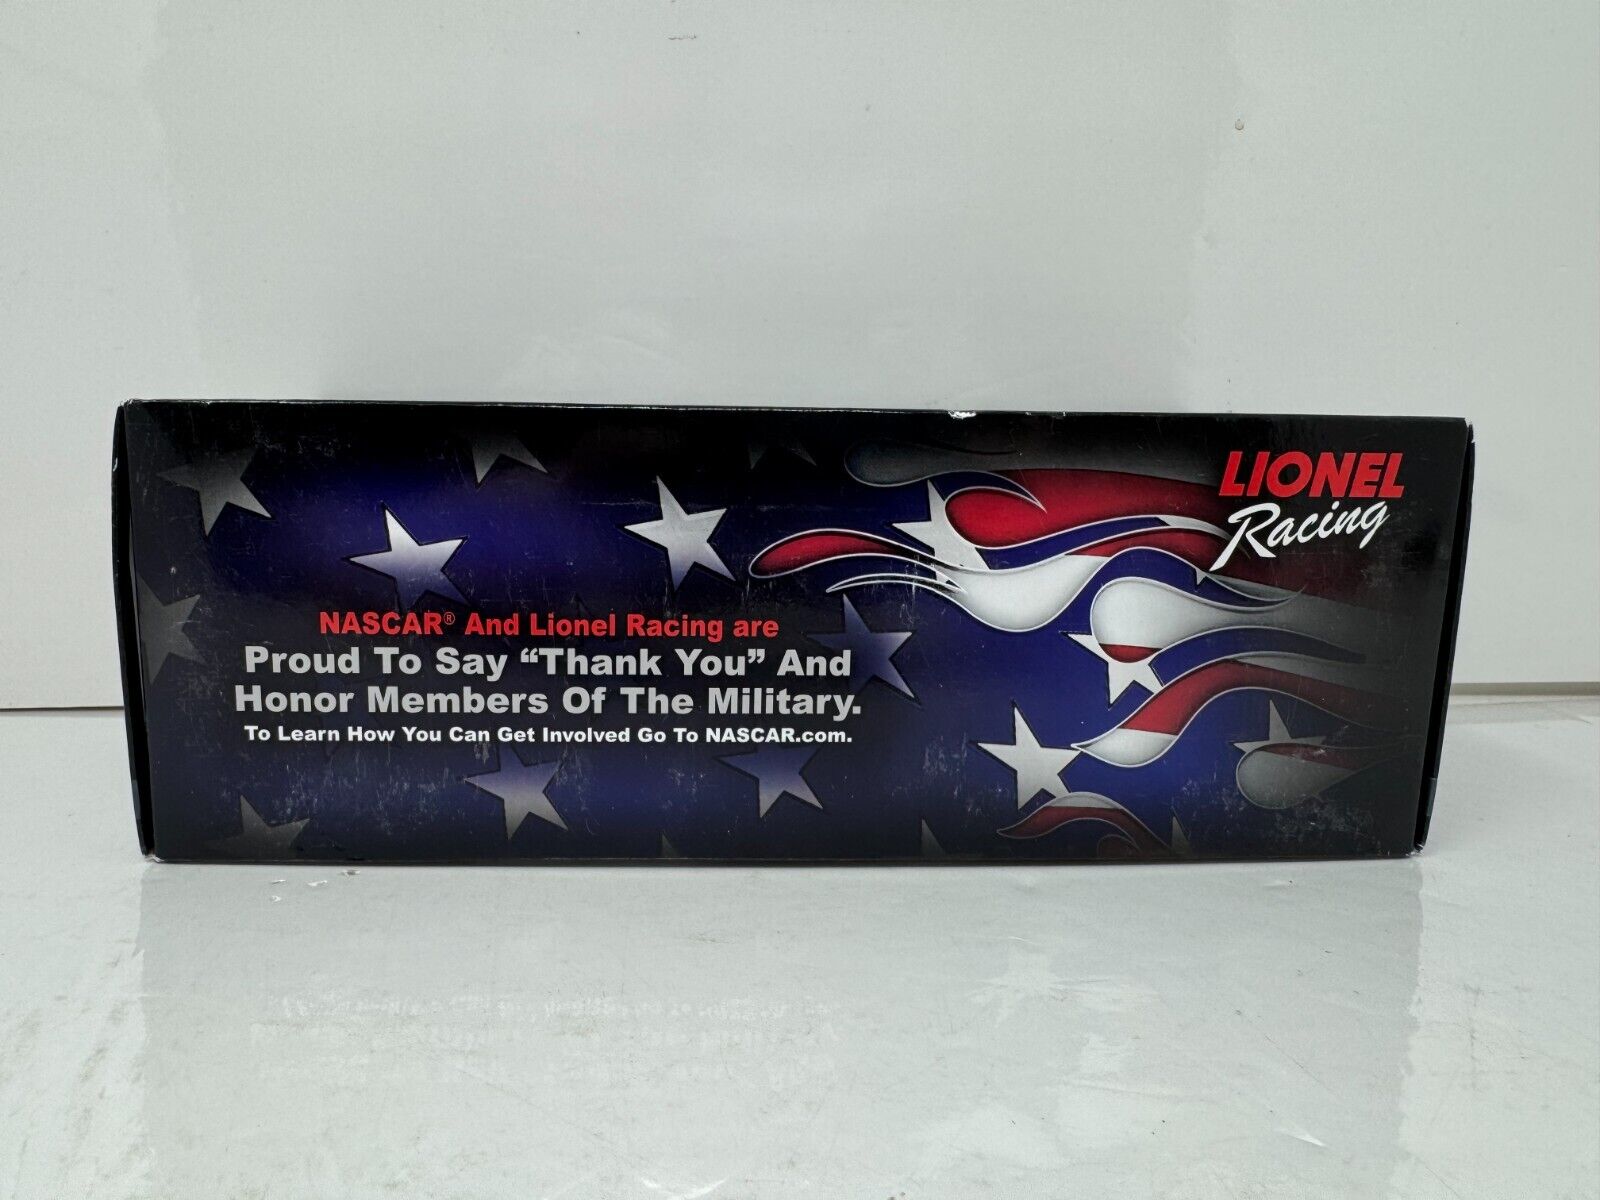 LIONEL
Racing
NASCAR® And Lionel Racing are
Proud To Say “Thank You” And
Honor Members Of The Military.
To Learn How You Can Get Involved Go To NASCAR.com.